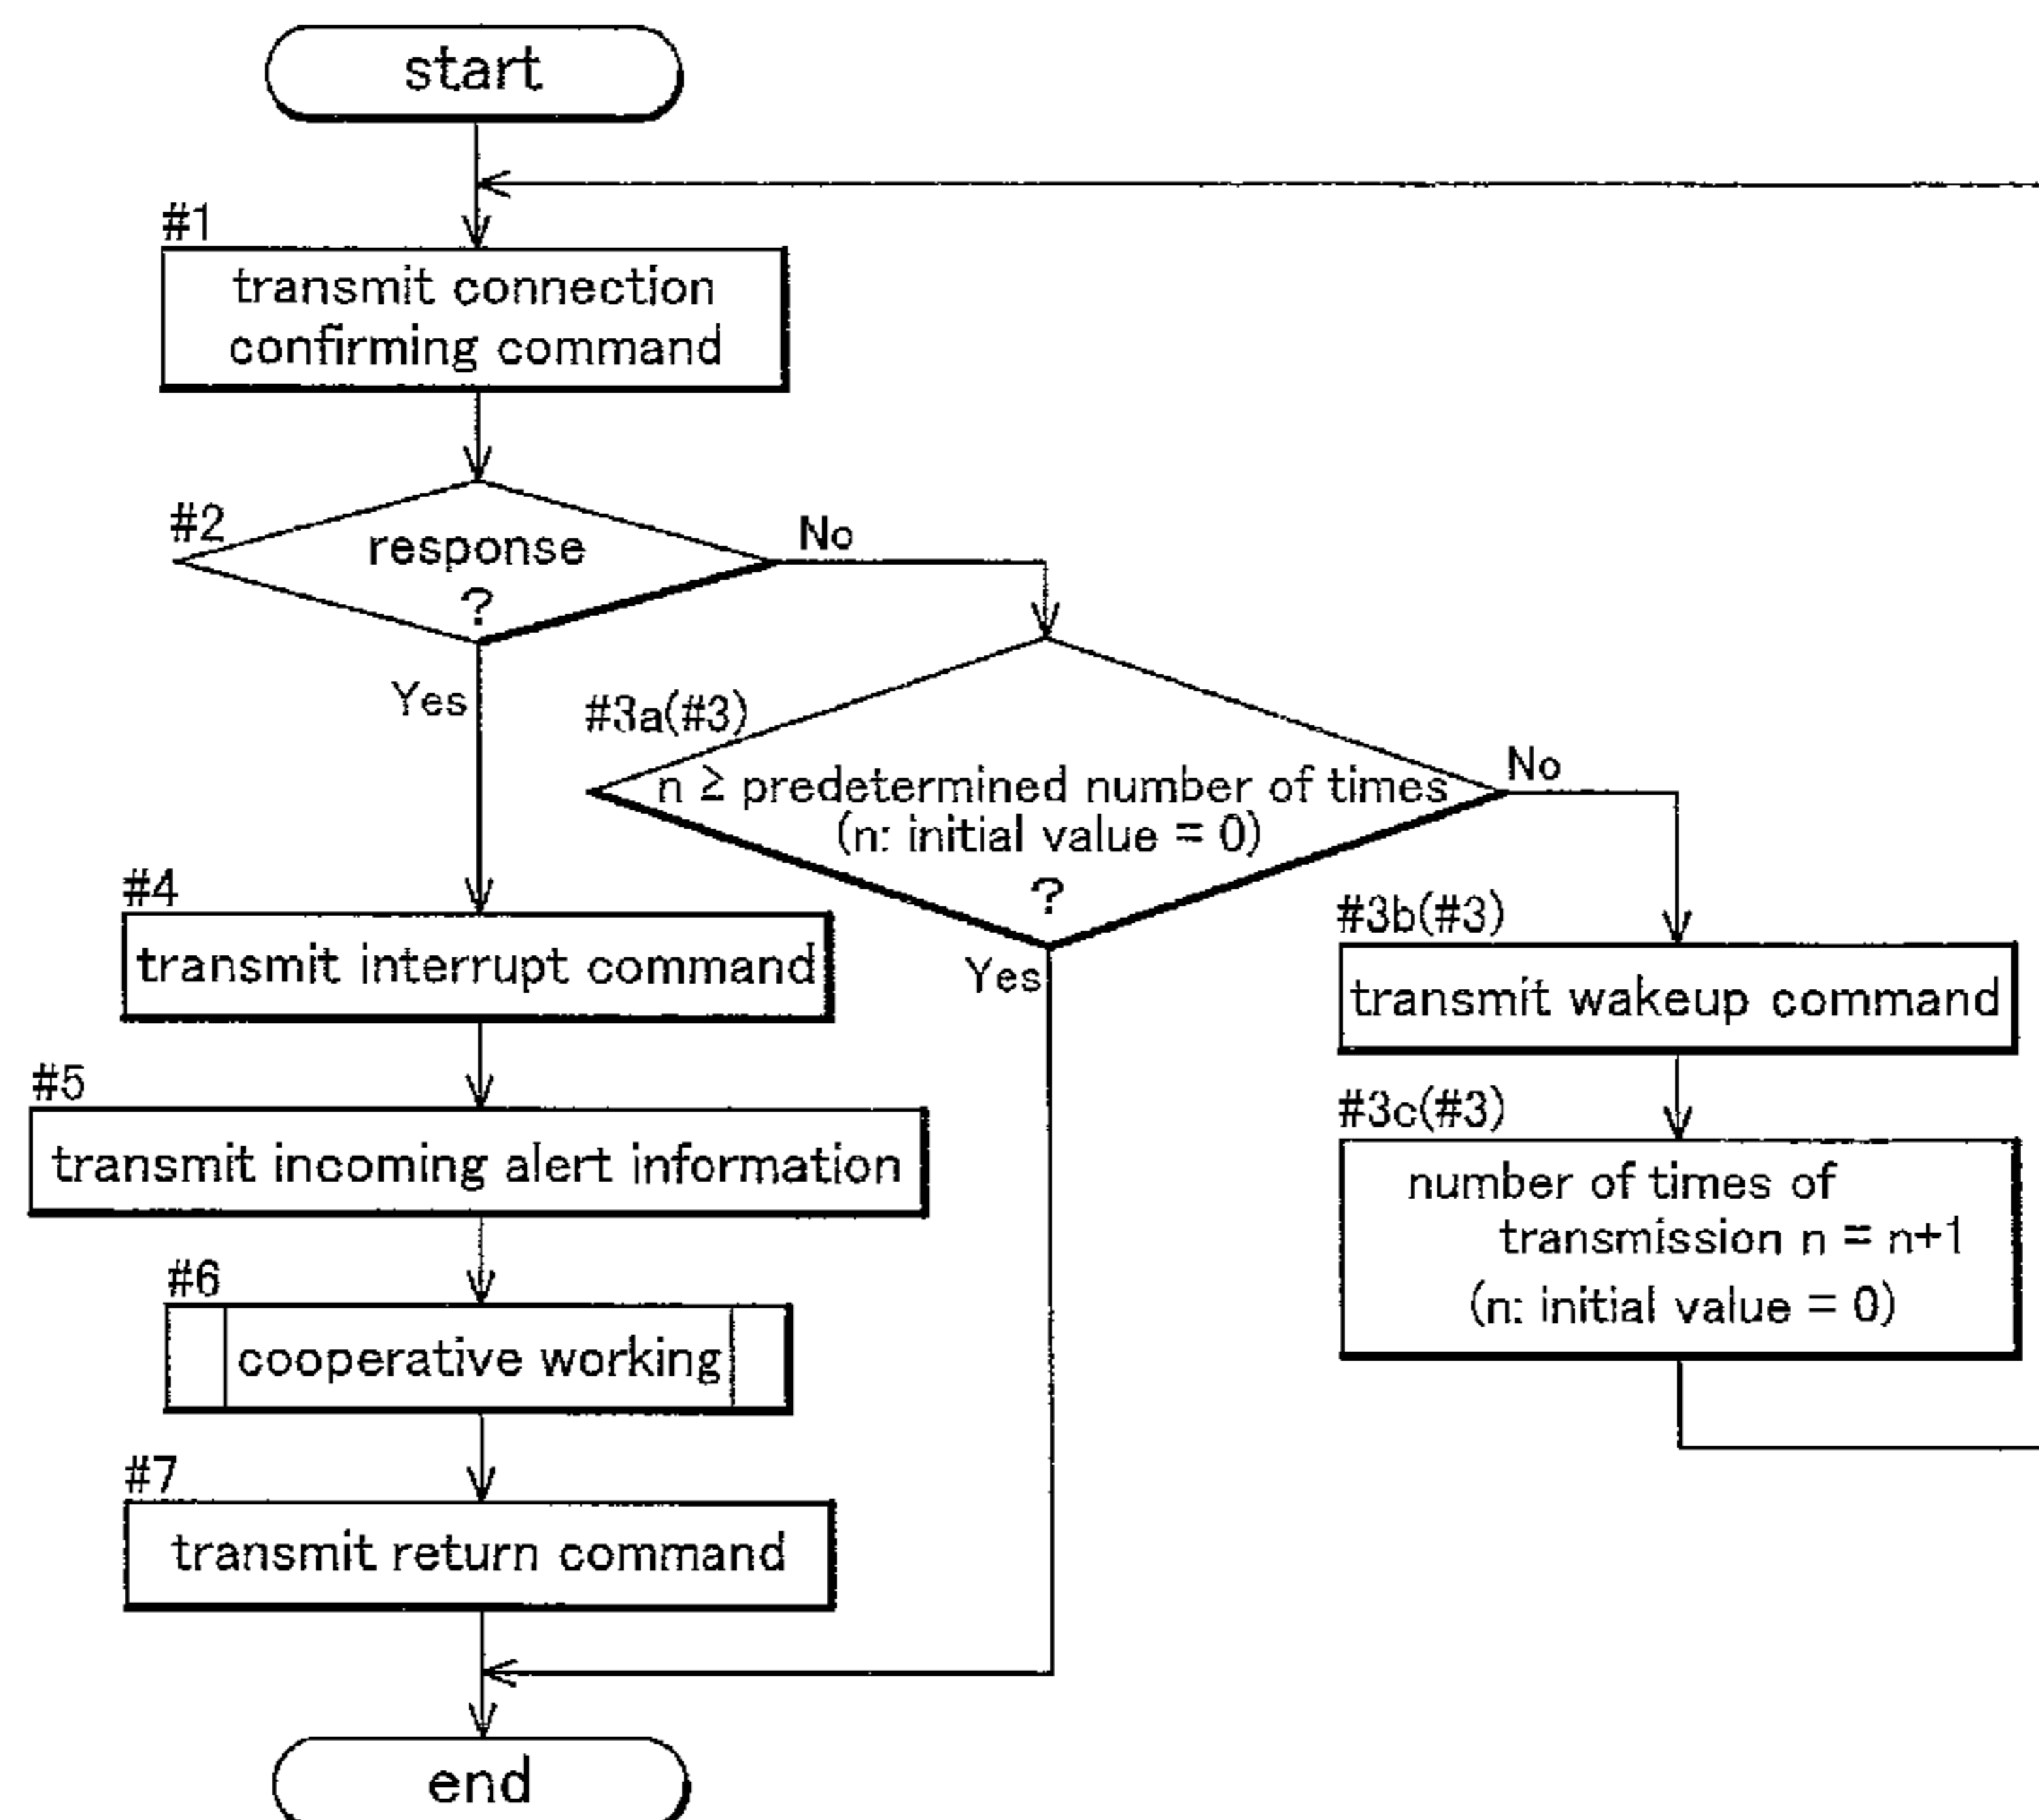 start
#1
transmit connection
confirming command
#2
response
?
No
Yes
#3a(#3)
n ≥ predetermined number of times
(n: initial value = 0)
?
No
Yes
#3b(#3)
transmit wakeup command
#3c(#3)
number of times of
transmission n = n+1
(n: initial value = 0)
#4
transmit interrupt command
#5
transmit incoming alert information
#6
cooperative working
#7
transmit return command
end